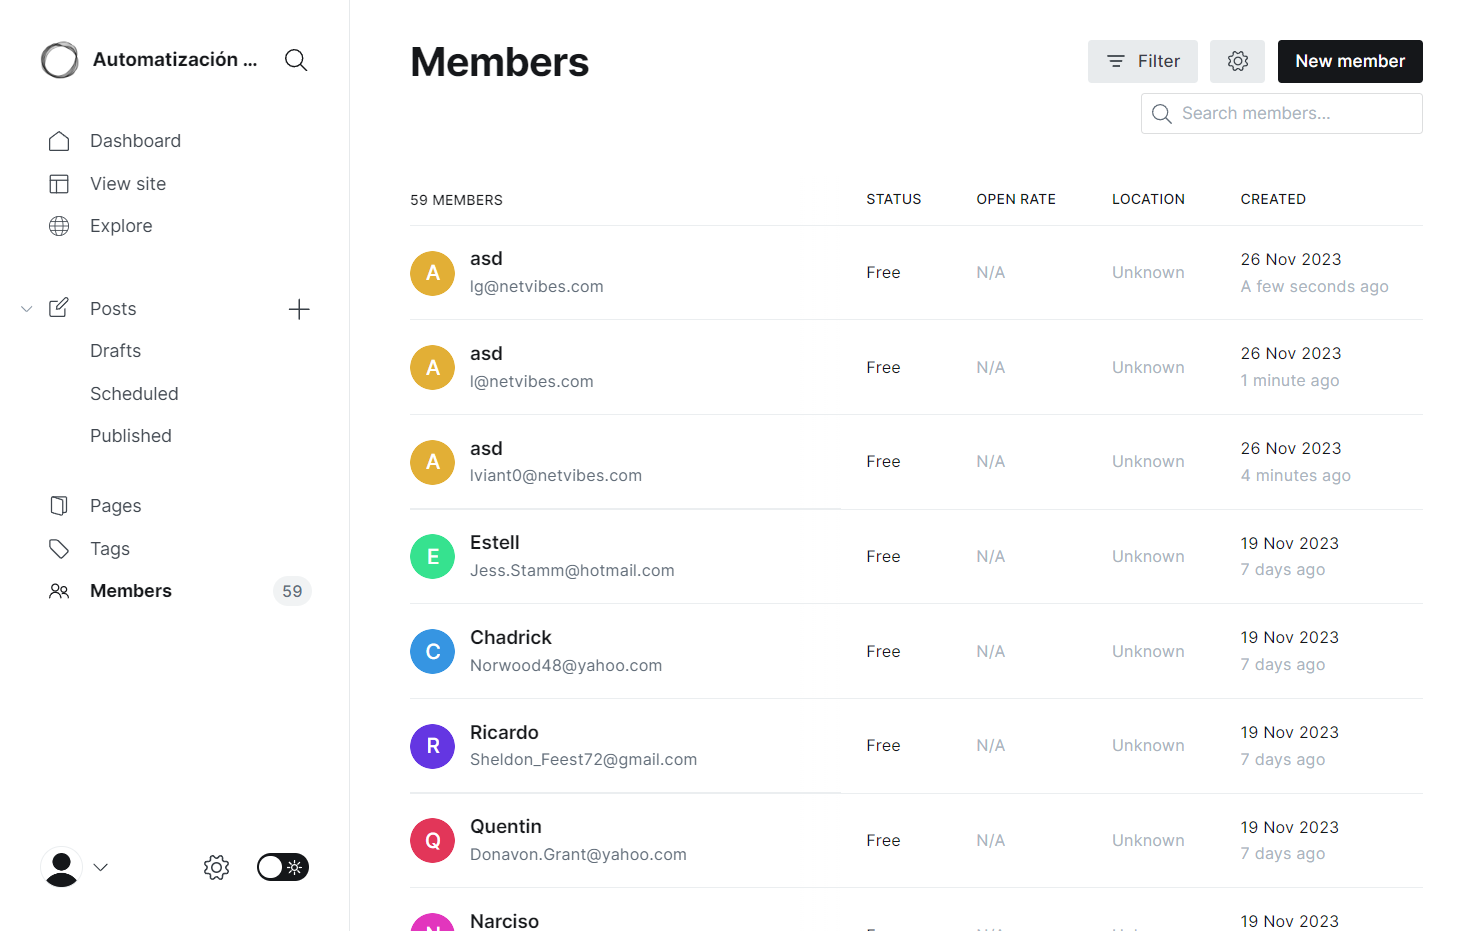 Automatización ...
Dashboard
View site
Explore
Posts
Drafts
Scheduled
Published
Pages
Tags
Members 59
Members
Filter
New member
Search members...
59 MEMBERS STATUS OPEN RATE LOCATION CREATED
A asd Free N/A Unknown 26 Nov 2023
lg@netvibes.com A few seconds ago
A asd Free N/A Unknown 26 Nov 2023
l@netvibes.com 1 minute ago
A asd Free N/A Unknown 26 Nov 2023
lviant0@netvibes.com 4 minutes ago
E Estell Free N/A Unknown 19 Nov 2023
Jess.Stamm@hotmail.com 7 days ago
C Chadrick Free N/A Unknown 19 Nov 2023
Norwood48@yahoo.com 7 days ago
R Ricardo Free N/A Unknown 19 Nov 2023
Sheldon_Feest72@gmail.com 7 days ago
Q Quentin Free N/A Unknown 19 Nov 2023
Donavon.Grant@yahoo.com 7 days ago
Narciso 19 Nov 2023